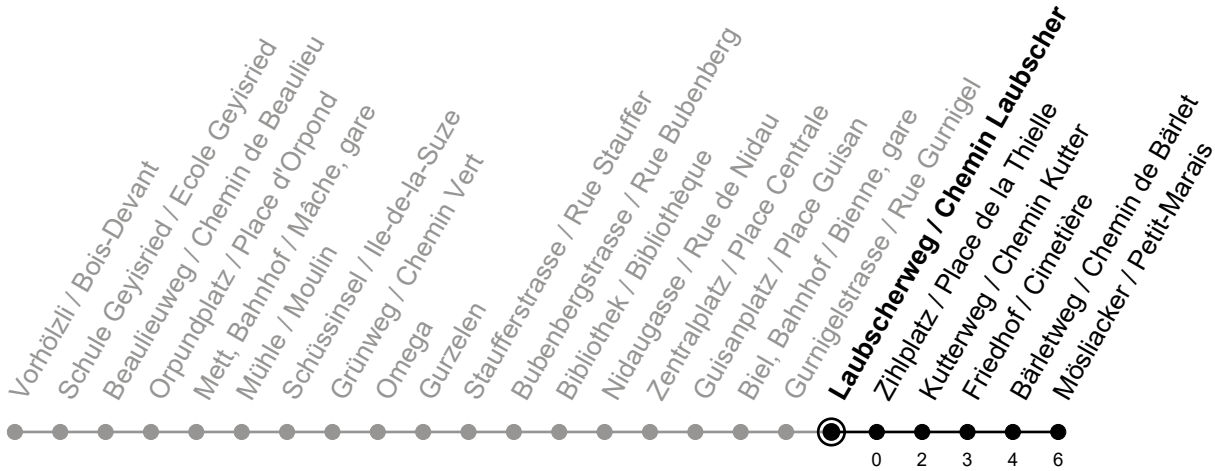 Vorhölzli / Bois-Devant
Schule Geyisried / Ecole Geyisried
Beaulieuweg / Chemin de Beaulieu
Orpundplatz / Place d'Orpond
Mett, Bahnhof / Mâche, gare
Mühle / Moulin
Schüssinsel / Ile-de-la-Suze
Grünweg / Chemin Vert
Omega
Gurzelen
Staufferstrasse / Rue Stauffer
Bubenbergstrasse / Rue Bubenberg
Bibliothek / Bibliothèque
Nidaugasse / Rue de Nidau
Zentralplatz / Place Centrale
Guisanplatz / Place Guisan
Biel, Bahnhof / Bienne, gare
Gurnigelstrasse / Rue Gurnigel
Laubscherweg / Chemin Laubscher
Zihlplatz / Place de la Thielle
Kutterweg / Chemin Kutter
Friedhof / Cimetière
Bärletweg / Chemin de Bärlet
Mösliacker / Petit-Marais
0 2 3 4 6